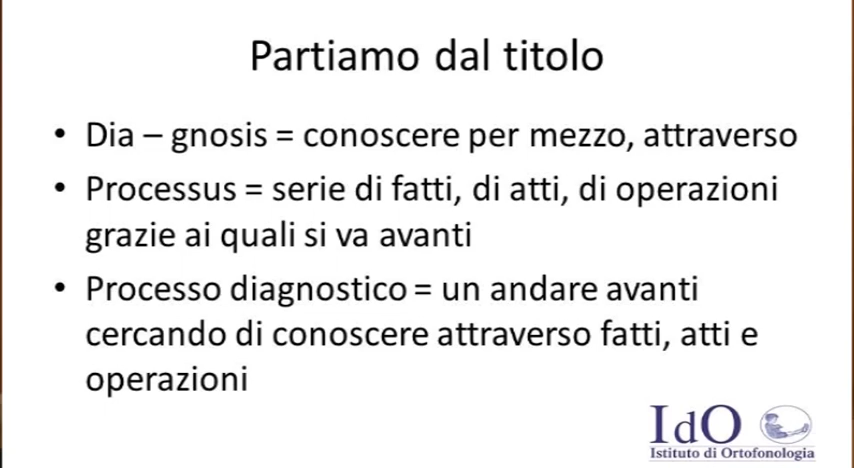 Partiamo dal titolo
• Dia – gnosis = conoscere per mezzo, attraverso
• Processus = serie di fatti, di atti, di operazioni
grazie ai quali si va avanti
• Processo diagnostico = un andare avanti
cercando di conoscere attraverso fatti, atti e
operazioni
IdO
Istituto di Ortofonologia